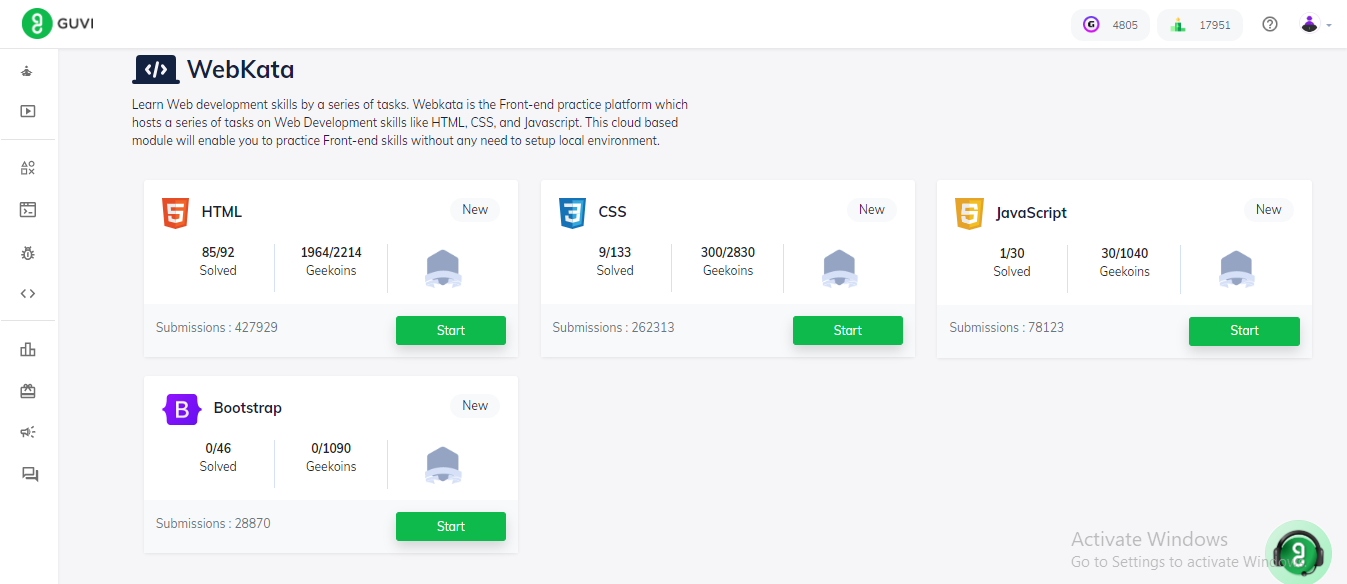 GUVI
4805
17951
WebKata
Learn Web development skills by a series of tasks. Webkata is the Front-end practice platform which
hosts a series of tasks on Web Development skills like HTML, CSS, and Javascript. This cloud based
module will enable you to practice Front-end skills without any need to setup local environment.
HTML
New
85/92
Solved
1964/2214
Geekoins
Submissions : 427929
Start
CSS
New
9/133
Solved
300/2830
Geekoins
Submissions : 262313
Start
JavaScript
New
1/30
Solved
30/1040
Geekoins
Submissions : 78123
Start
B
Bootstrap
New
0/46
Solved
0/1090
Geekoins
Submissions : 28870
Start
Activate Windows
Go to Settings to activate Windows.